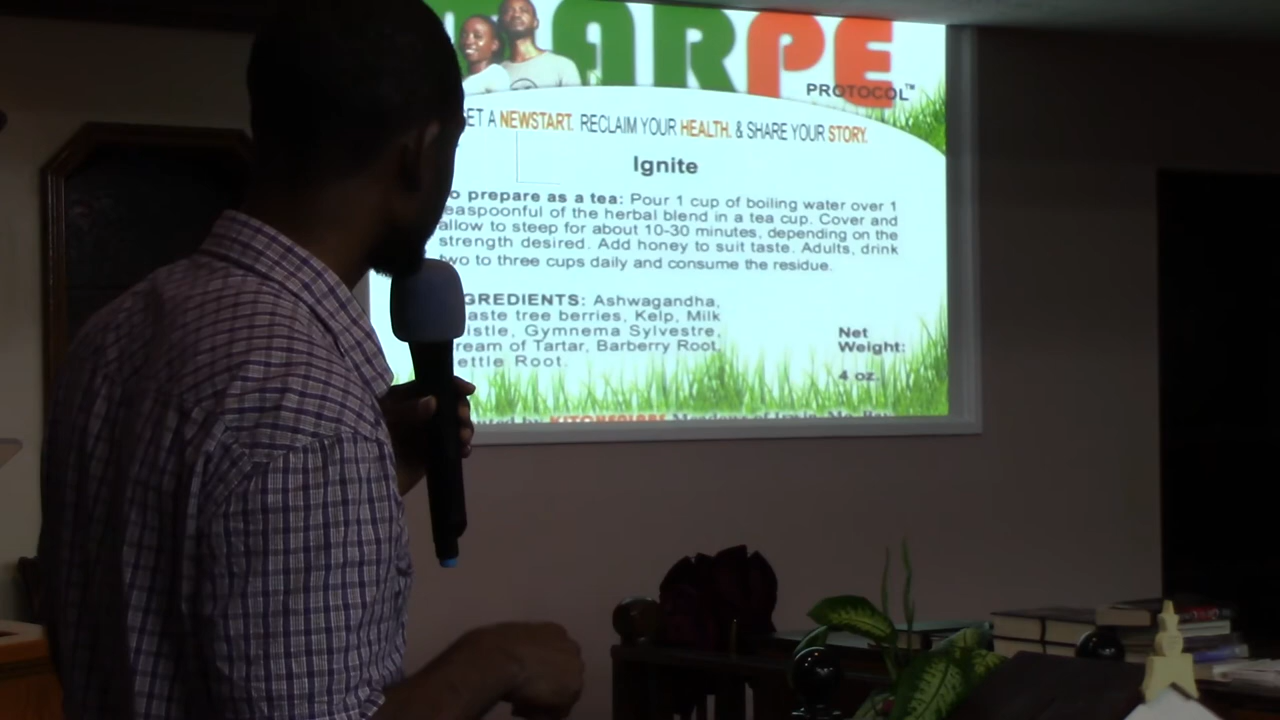 ARPE
PROTOCOL™
GET A NEWSTART. RECLAIM YOUR HEALTH. & SHARE YOUR STORY.
Ignite
o prepare as a tea: Pour 1 cup of boiling water over 1
easpoonful of the herbal blend in a tea cup. Cover and
allow to steep for about 10-30 minutes, depending on the
strength desired. Add honey to suit taste. Adults, drink
two to three cups daily and consume the residue.
GREDIENTS: Ashwagandha,
aste tree berries, Kelp, Milk
istle, Gymnema Sylvestre,
ream of Tartar, Barberry Root,
ettle Root.
Net
Weight:
4 oz.